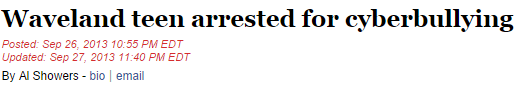 Waveland teen arrested for cyberbullying
Posted: Sep 26, 2013 10:55 PM EDT
Updated: Sep 27, 2013 11:40 PM EDT
By Al Showers - bio | email